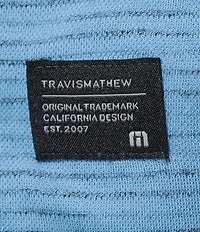 TRAVISMATHEW
ORIGINAL TRADEMARK
CALIFORNIA DESIGN
EST. 2007